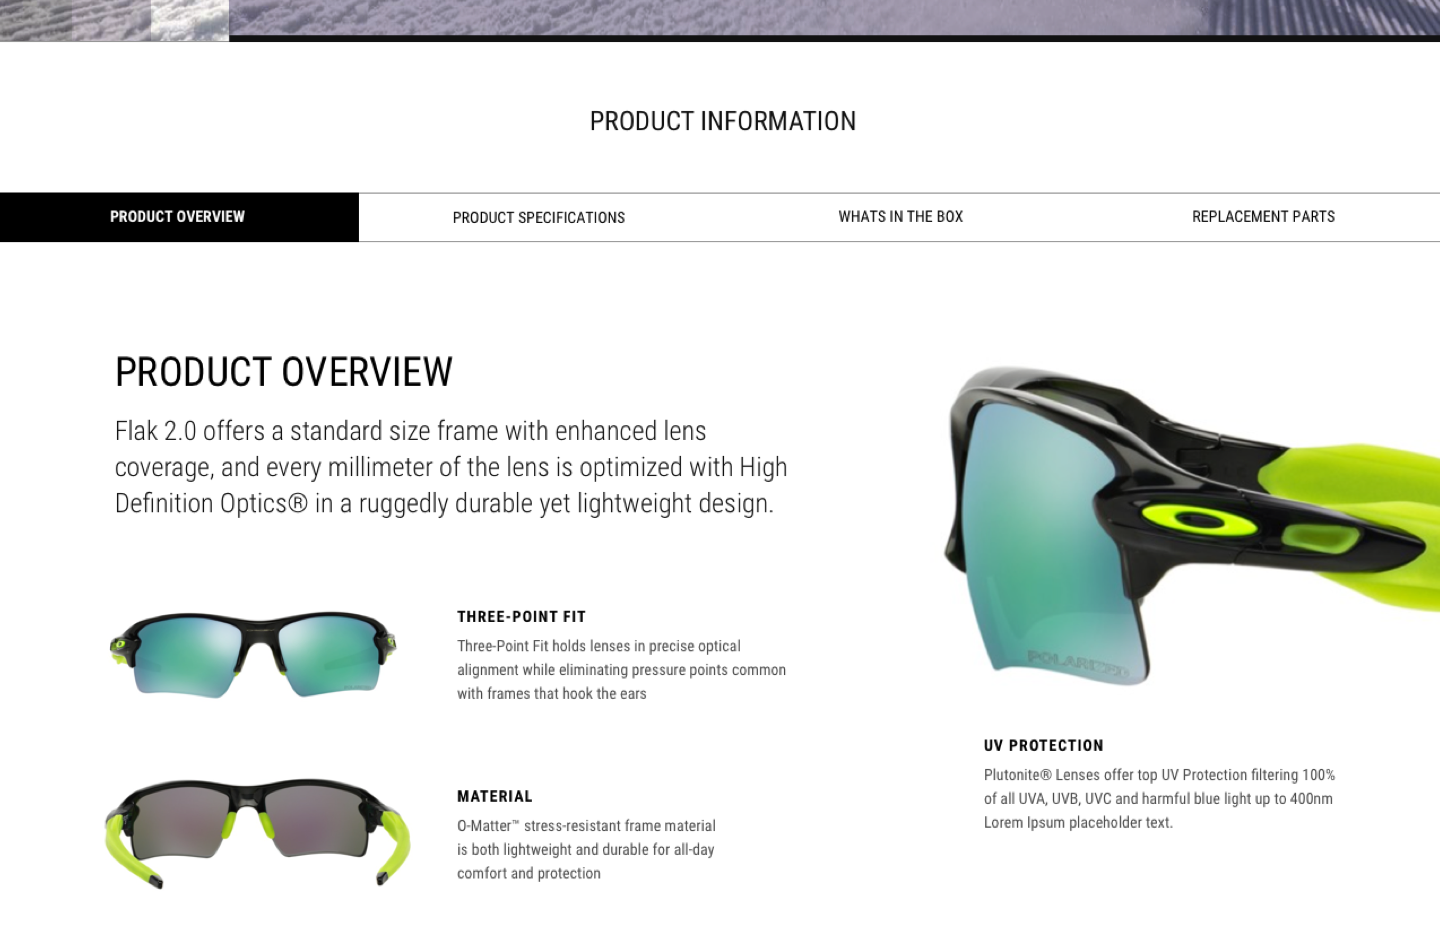 PRODUCT INFORMATION
PRODUCT OVERVIEW
PRODUCT SPECIFICATIONS
WHATS IN THE BOX
REPLACEMENT PARTS
PRODUCT OVERVIEW
Flak 2.0 offers a standard size frame with enhanced lens
coverage, and every millimeter of the lens is optimized with High
Definition Optics® in a ruggedly durable yet lightweight design.
THREE-POINT FIT
Three-Point Fit holds lenses in precise optical
alignment while eliminating pressure points common
with frames that hook the ears
MATERIAL
O-Matter™ stress-resistant frame material
is both lightweight and durable for all-day
comfort and protection
POLARIZED
UV PROTECTION
Plutonite® Lenses offer top UV Protection filtering 100%
of all UVA, UVB, UVC and harmful blue light up to 400nm
Lorem Ipsum placeholder text.